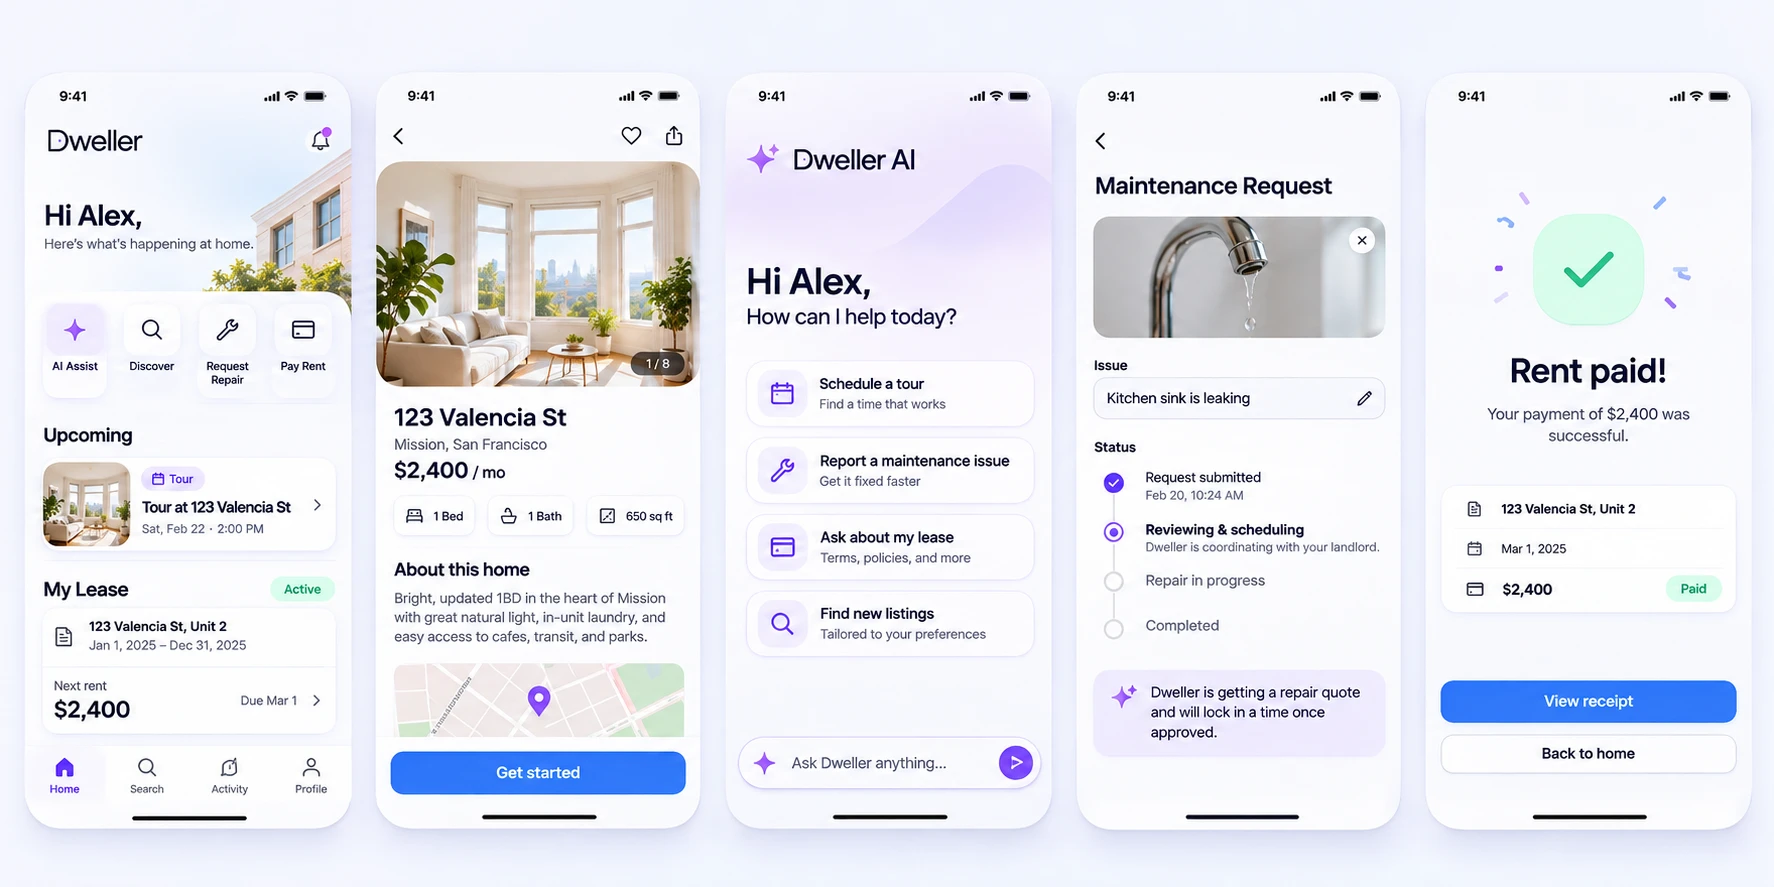 9:41
Dweller
Hi Alex,
Here's what's happening at home.
AI Assist
Discover
Request
Repair
Pay Rent
Upcoming
Tour
Tour at 123 Valencia St
Sat, Feb 22 · 2:00 PM
My Lease
Active
123 Valencia St, Unit 2
Jan 1, 2025 – Dec 31, 2025
Next rent
$2,400
Due Mar 1
Home
Search
Activity
Profile
9:41
1 / 8
123 Valencia St
Mission, San Francisco
$2,400 / mo
1 Bed
1 Bath
650 sq ft
About this home
Bright, updated 1BD in the heart of Mission
with great natural light, in-unit laundry, and
easy access to cafes, transit, and parks.
Get started
9:41
Dweller AI
Hi Alex,
How can I help today?
Schedule a tour
Find a time that works
Report a maintenance issue
Get it fixed faster
Ask about my lease
Terms, policies, and more
Find new listings
Tailored to your preferences
Ask Dweller anything...
9:41
Maintenance Request
Issue
Kitchen sink is leaking
Status
Request submitted
Feb 20, 10:24 AM
Reviewing & scheduling
Dweller is coordinating with your landlord.
Repair in progress
Completed
Dweller is getting a repair quote
and will lock in a time once
approved.
9:41
Rent paid!
Your payment of $2,400 was
successful.
123 Valencia St, Unit 2
Mar 1, 2025
$2,400
Paid
View receipt
Back to home